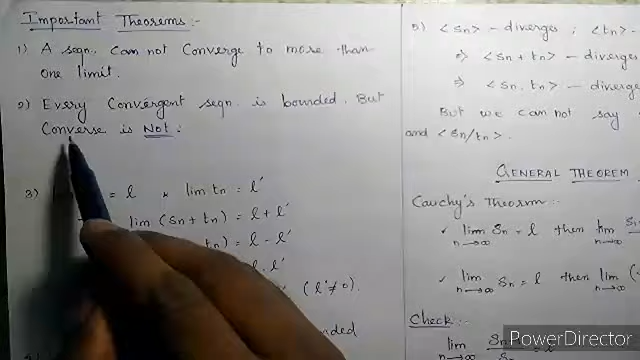 Important Theorems :-
1) A seqn. can not Converge to more than
one limit.
2) Every Convergent seqn. is bounded. But
Converse is Not :
3) = l , lim tn = l'
lim (Sn + tn) = l + l'
tn) = l - l'
l . l'
(l' ≠ 0).
bounded
5) <Sn> - diverges ; <tn> -
⇒ <Sn + tn> - diverges
⇒ <Sn . tn> - diverge
But we can not say
and <Sn/tn>.
GENERAL THEOREM
Cauchy's Theorem :-
✓ lim n→∞ Sn = l then lim n→∞
✓ lim n→∞ Sn = l then lim n→∞ (
Check :-
lim n→∞
PowerDirector